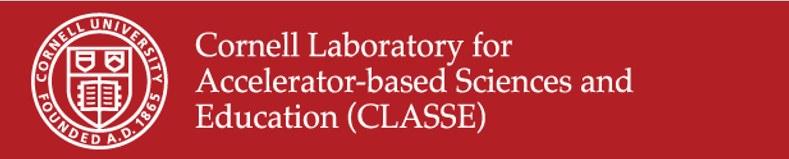 CORNELL UNIVERSITY
FOUNDED A.D. 1865
Cornell Laboratory for
Accelerator-based Sciences and
Education (CLASSE)